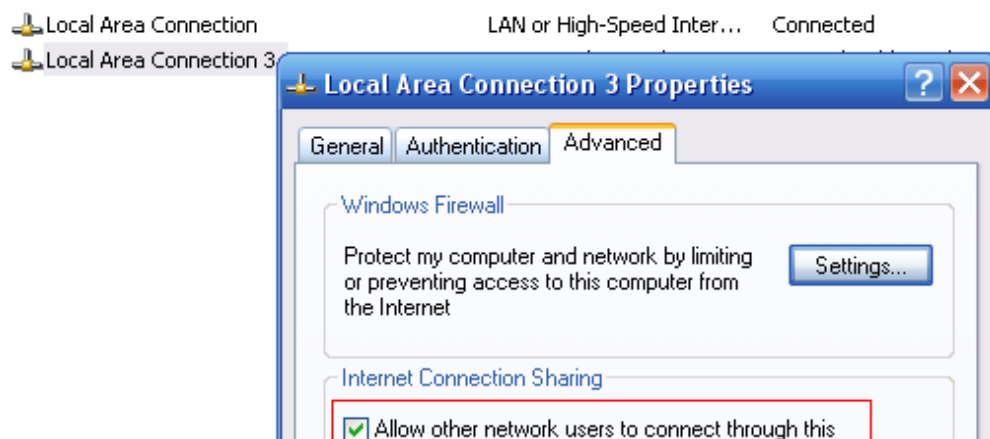 Local Area Connection LAN or High-Speed Inter... Connected
Local Area Connection 3
Local Area Connection 3 Properties
General Authentication Advanced
Windows Firewall
Protect my computer and network by limiting
or preventing access to this computer from
the Internet
Settings...
Internet Connection Sharing
Allow other network users to connect through this